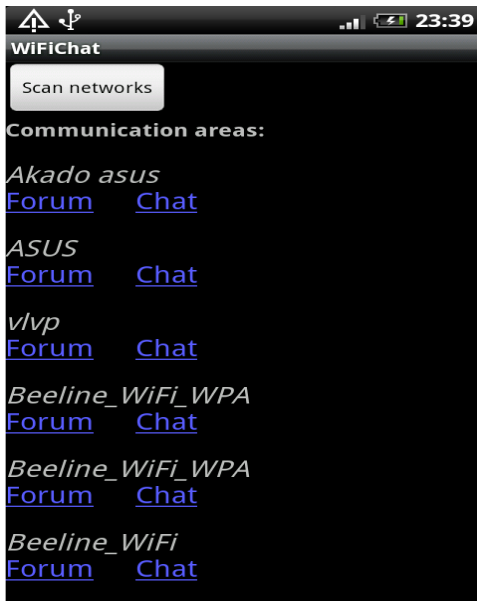 23:39
WiFiChat
Scan networks
Communication areas:
Akado asus
Forum Chat
ASUS
Forum Chat
vlvp
Forum Chat
Beeline_WiFi_WPA
Forum Chat
Beeline_WiFi_WPA
Forum Chat
Beeline_WiFi
Forum Chat